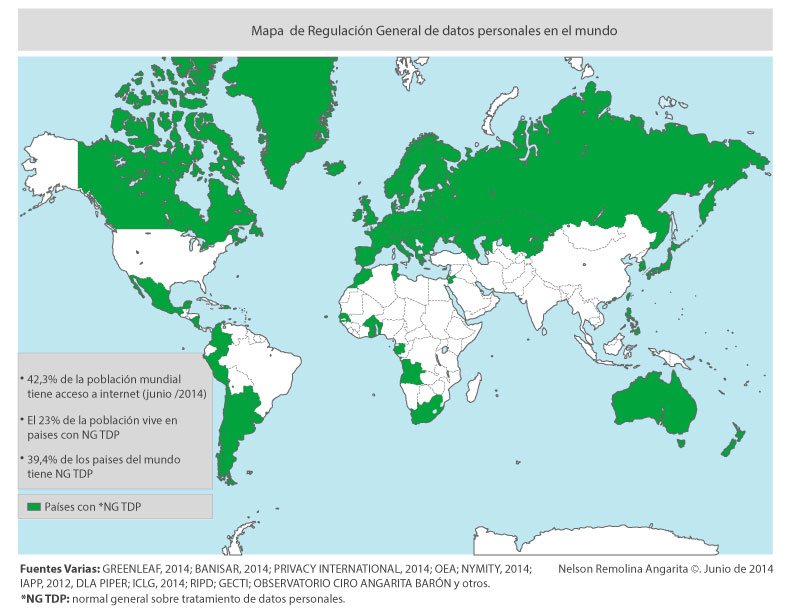 Mapa de Regulación General de datos personales en el mundo
• 42,3% de la población mundial
tiene acceso a internet (junio /2014)
• El 23% de la población vive en
paises con NG TDP
• 39,4% de los paises del mundo
tiene NG TDP
Países con *NG TDP
Fuentes Varias: GREENLEAF, 2014; BANISAR, 2014; PRIVACY INTERNATIONAL, 2014; OEA; NYMITY, 2014;
Nelson Remolina Angarita ©. Junio de 2014
IAPP, 2012, DLA PIPER; ICLG, 2014; RIPD; GECTI; OBSERVATORIO CIRO ANGARITA BARÓN y otros.
*NG TDP: normal general sobre tratamiento de datos personales.